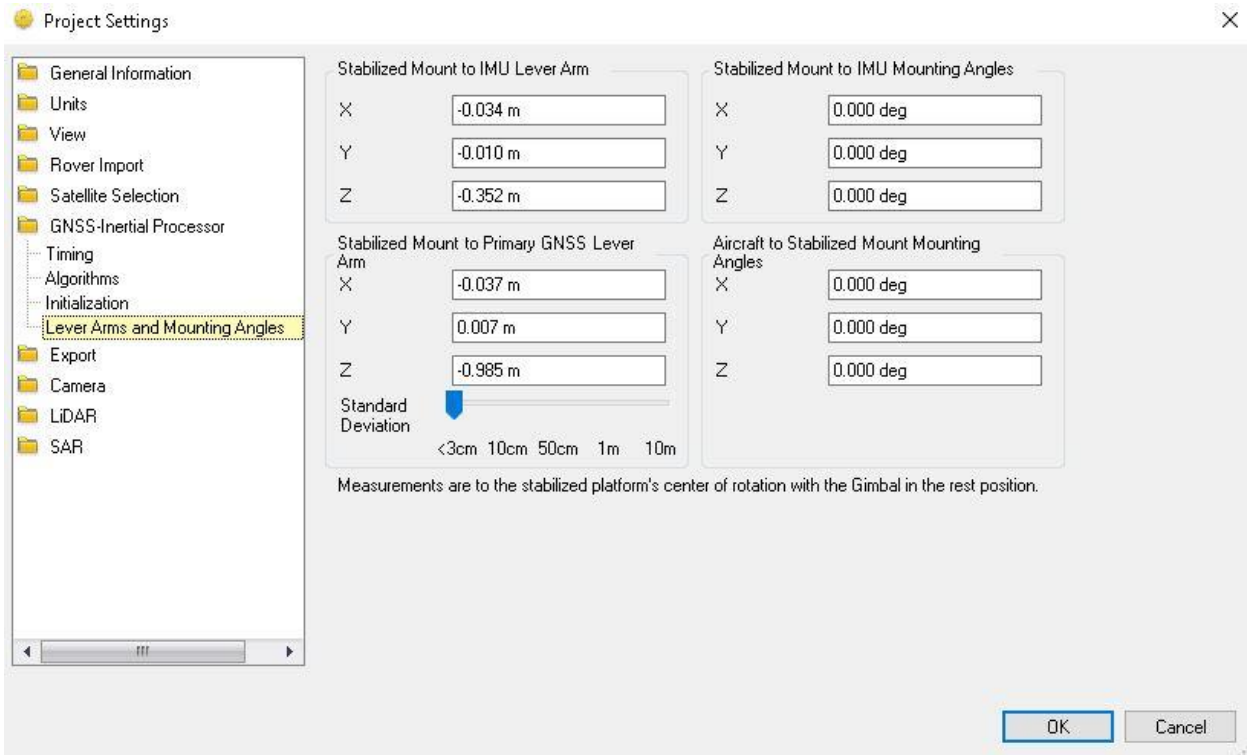 Project Settings
General Information
Units
View
Rover Import
Satellite Selection
GNSS-Inertial Processor
Timing
Algorithms
Initialization
Lever Arms and Mounting Angles
Export
Camera
LiDAR
SAR
Stabilized Mount to IMU Lever Arm
X -0.034 m
Y -0.010 m
Z -0.352 m
Stabilized Mount to IMU Mounting Angles
X 0.000 deg
Y 0.000 deg
Z 0.000 deg
Stabilized Mount to Primary GNSS Lever
Arm
X -0.037 m
Y 0.007 m
Z -0.985 m
Standard
Deviation
<3cm 10cm 50cm 1m 10m
Aircraft to Stabilized Mount Mounting
Angles
X 0.000 deg
Y 0.000 deg
Z 0.000 deg
Measurements are to the stabilized platform's center of rotation with the Gimbal in the rest position.
OK Cancel